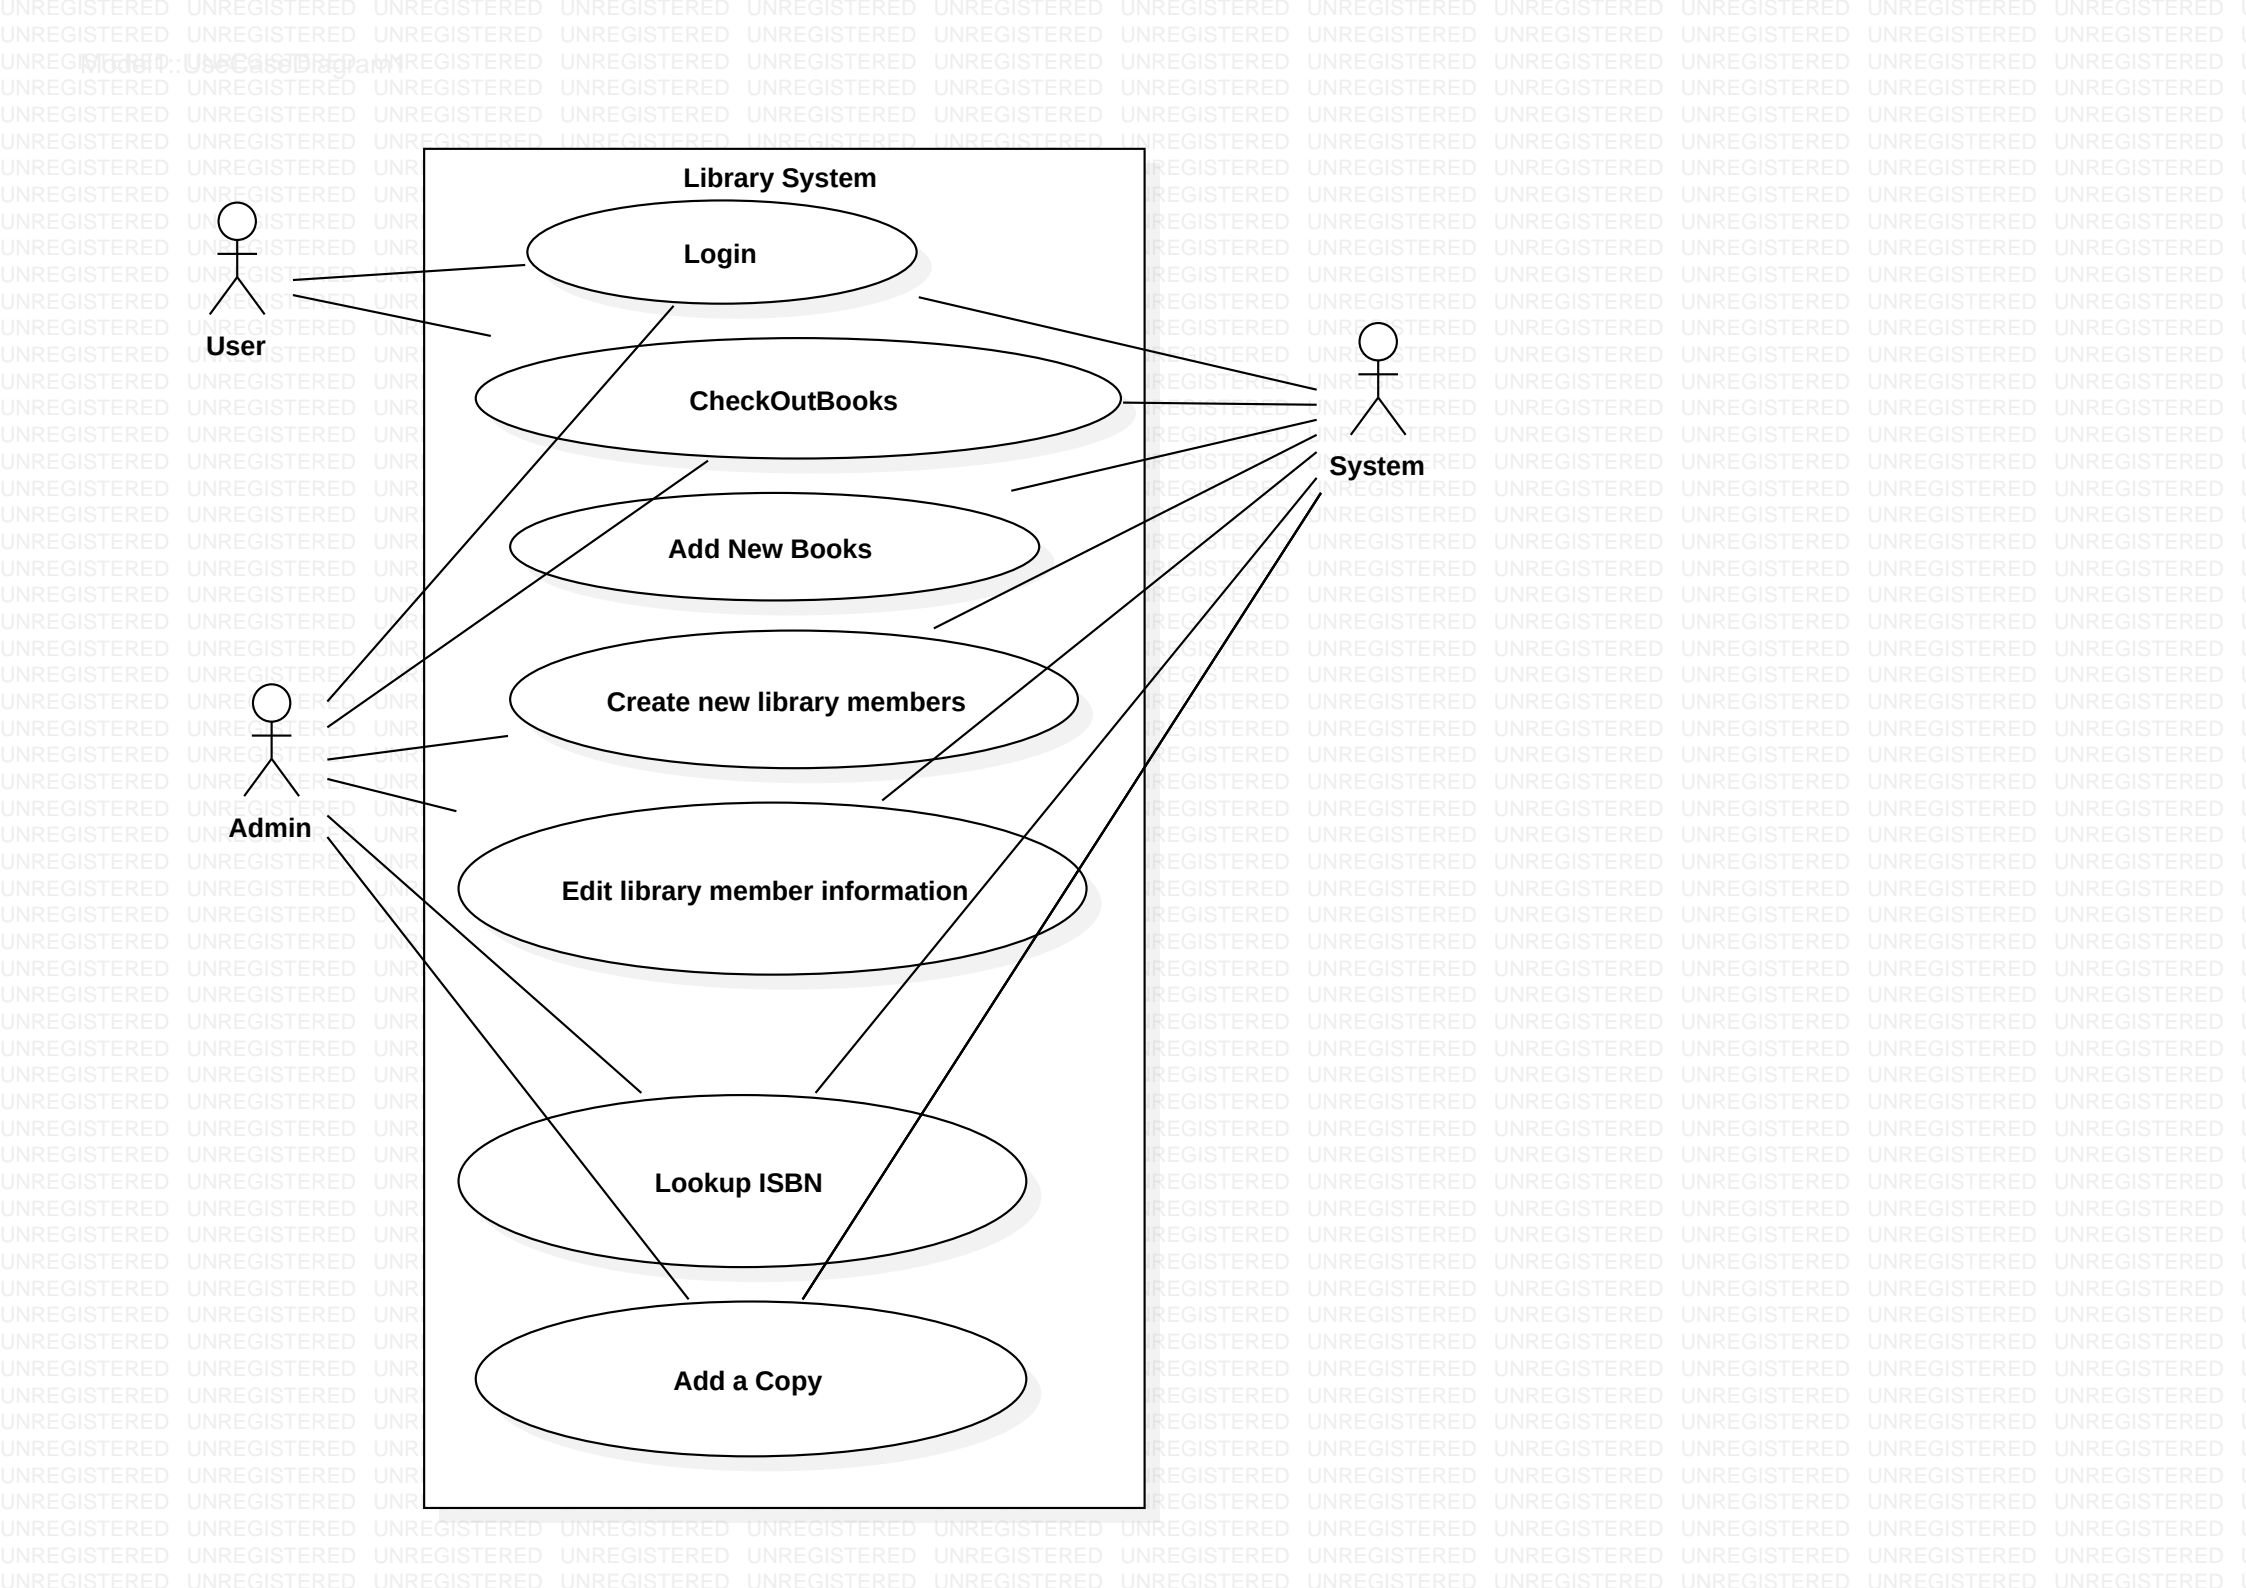 Model1::UseCaseDiagram1
Library System
Login
User
CheckOutBooks
System
Add New Books
Create new library members
Admin
Edit library member information
Lookup ISBN
Add a Copy
UNREGISTERED